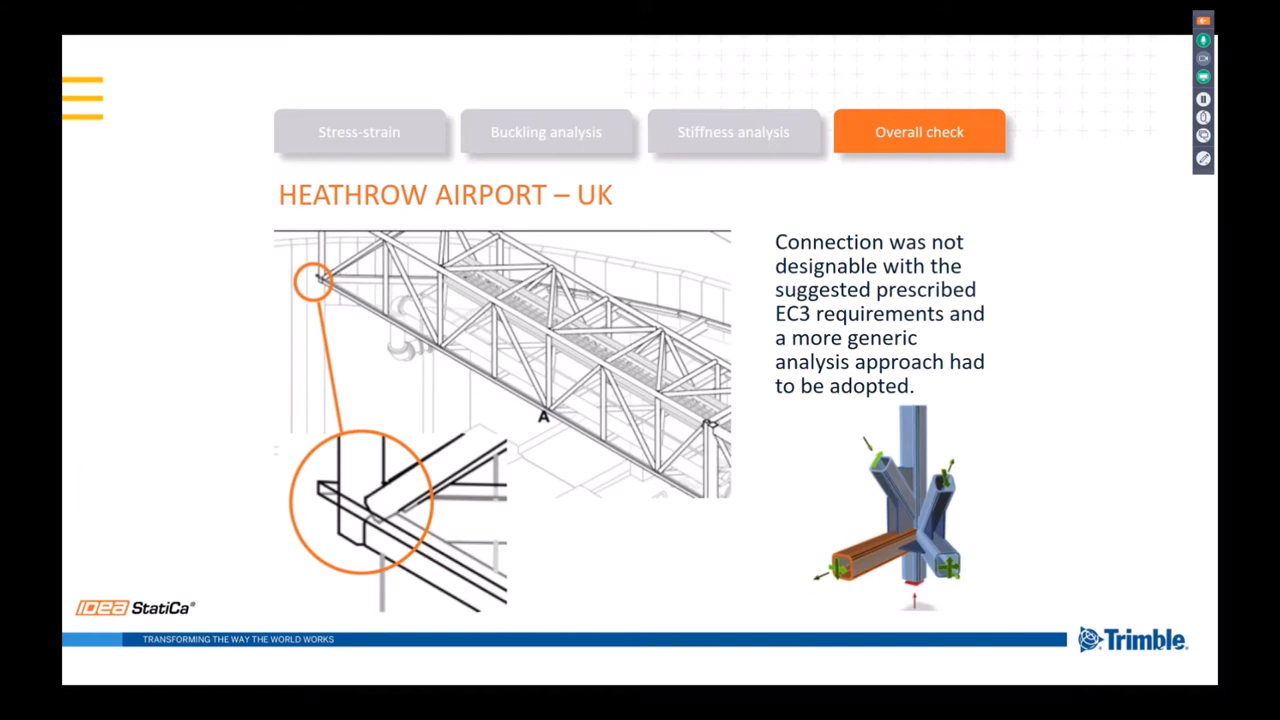 Stress-strain
Buckling analysis
Stiffness analysis
Overall check
HEATHROW AIRPORT – UK
Connection was not
designable with the
suggested prescribed
EC3 requirements and
a more generic
analysis approach had
to be adopted.
A
IDEA StatiCa®
TRANSFORMING THE WAY THE WORLD WORKS
Trimble